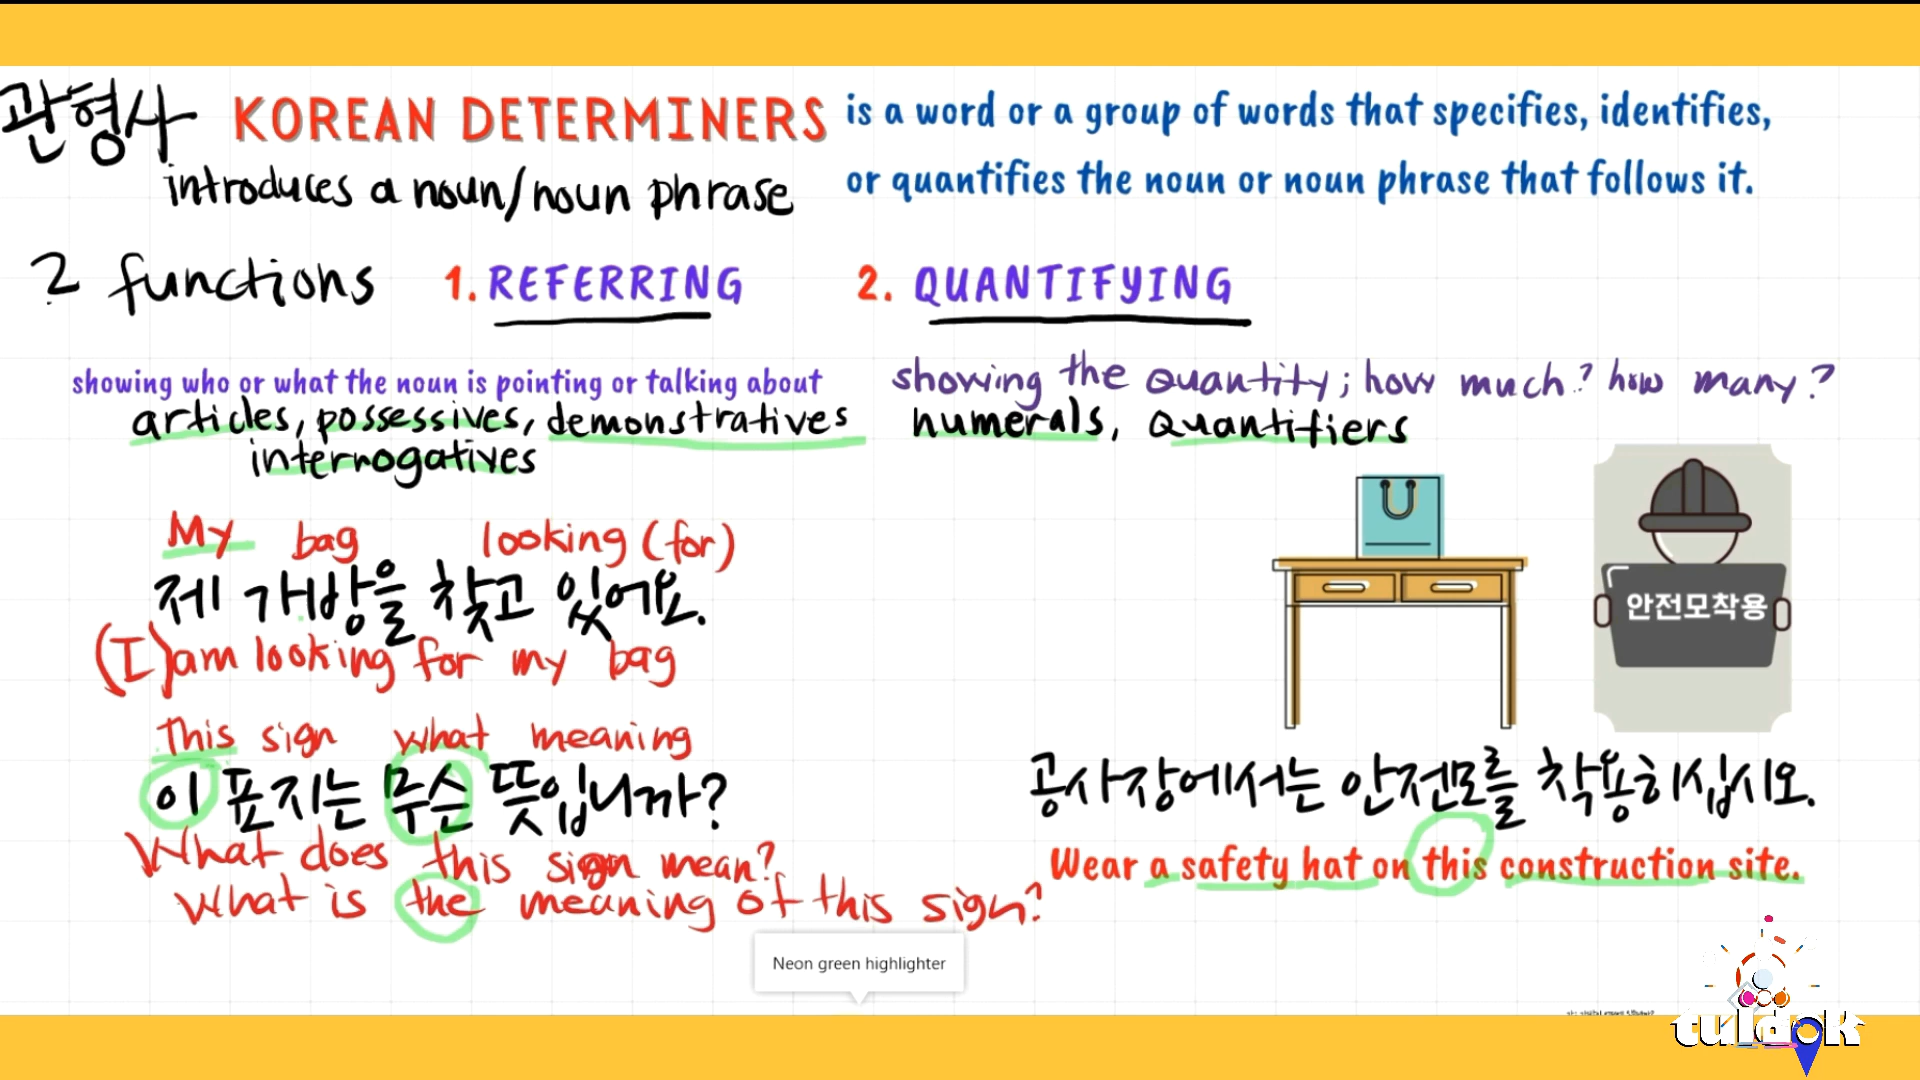 관형사 KOREAN DETERMINERS is a word or a group of words that specifies, identifies,
introduces a noun/noun phrase or quantifies the noun or noun phrase that follows it.
2 functions 1. REFERRING 2. QUANTIFYING
showing who or what the noun is pointing or talking about
articles, possessives, demonstratives
interrogatives
showing the quantity; how much? how many?
numerals, Quantifiers
My bag looking (for)
제 가방을 찾고 있어요.
(I) am looking for my bag
This sign what meaning
이 표지는 무슨 뜻입니까?
What does this sign mean?
What is the meaning of this sign?
안전모착용
공사장에서는 안전모를 착용하십시오.
Wear a safety hat on this construction site.
Neon green highlighter
tuldok